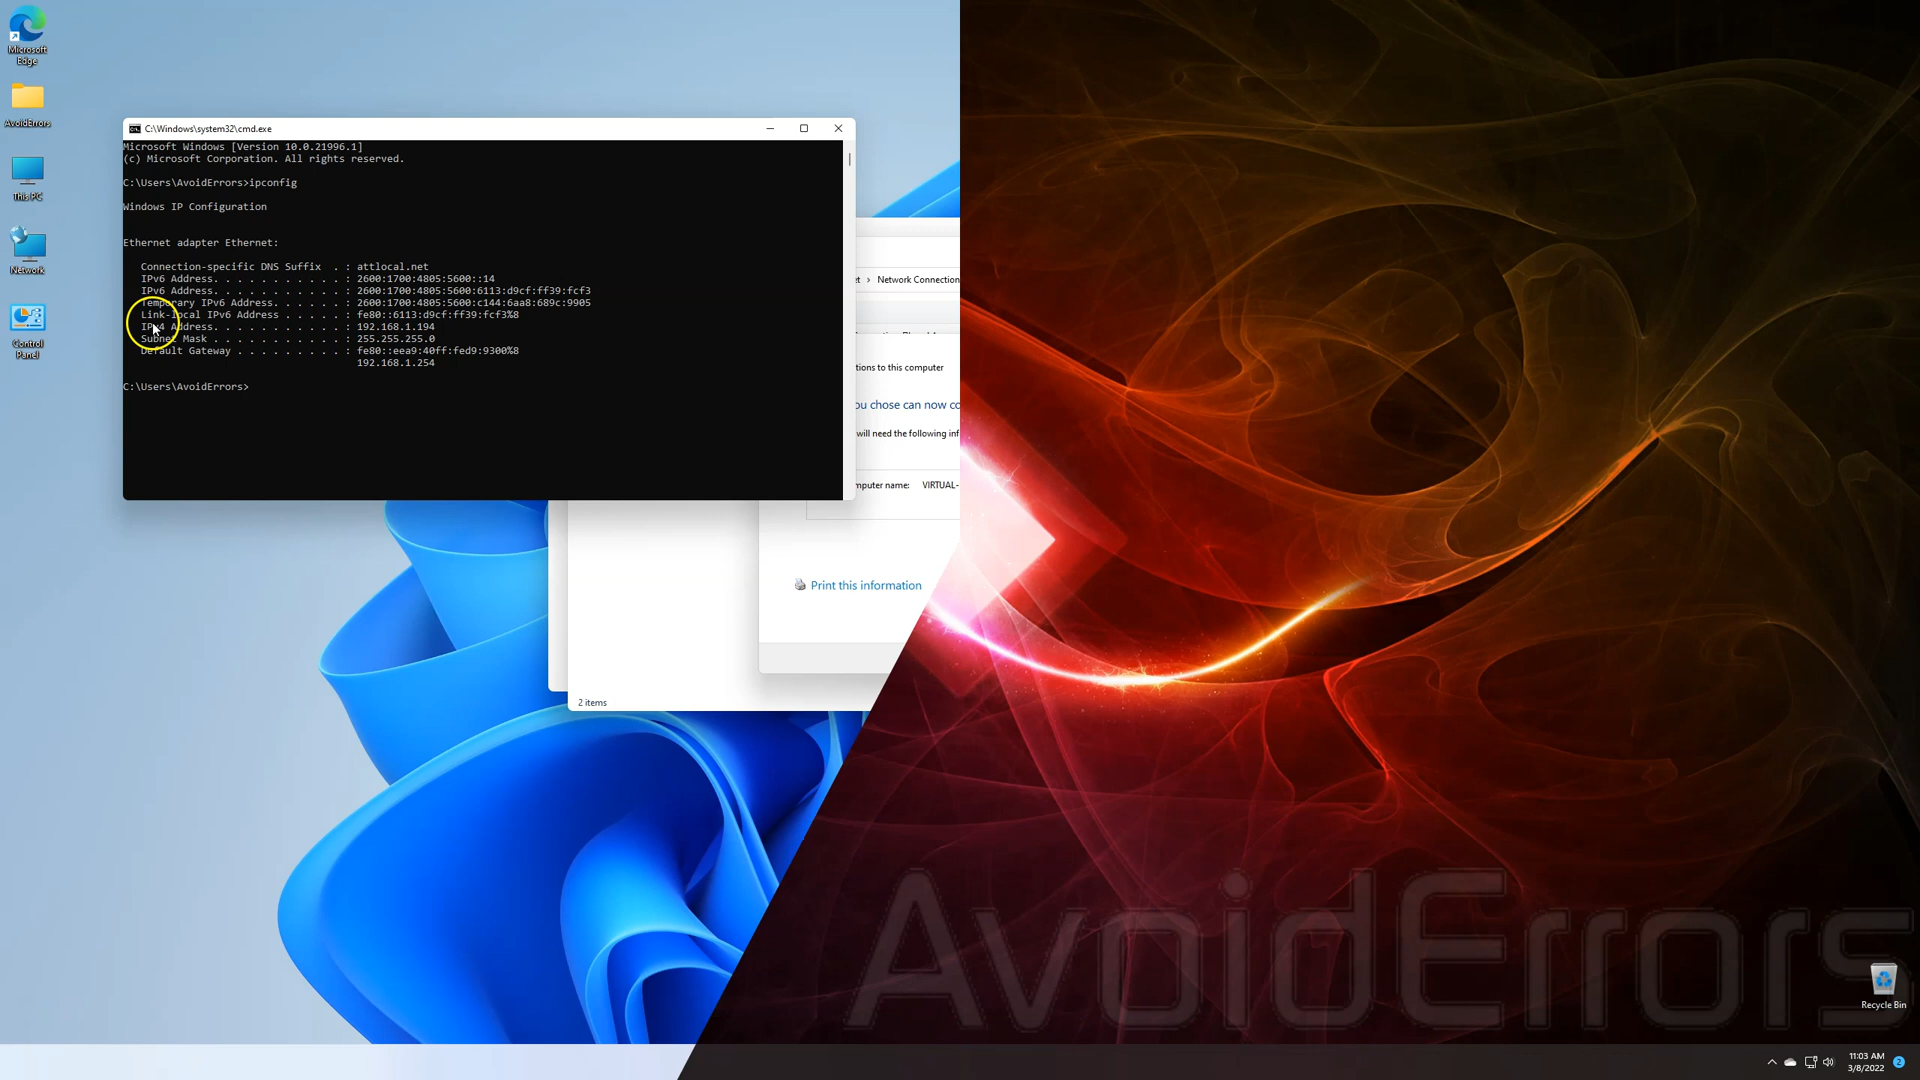 Microsoft
Edge
AvoidErrors
This PC
Network
Control
Panel
C:\Windows\system32\cmd.exe
Microsoft Windows [Version 10.0.21996.1]
(c) Microsoft Corporation. All rights reserved.
C:\Users\AvoidErrors>ipconfig
Windows IP Configuration
Ethernet adapter Ethernet:
Connection-specific DNS Suffix . : attlocal.net
IPv6 Address. . . . . . . . . . . : 2600:1700:4805:5600::14
IPv6 Address. . . . . . . . . . . : 2600:1700:4805:5600:6113:d9cf:ff39:fcf3
Temporary IPv6 Address. . . . . . : 2600:1700:4805:5600:c144:6aa8:689c:9905
Link-local IPv6 Address . . . . . : fe80::6113:d9cf:ff39:fcf3%8
IPv4 Address. . . . . . . . . . . : 192.168.1.194
Subnet Mask . . . . . . . . . . . : 255.255.255.0
Default Gateway . . . . . . . . . : fe80::eea9:40ff:fed9:9300%8
192.168.1.254
C:\Users\AvoidErrors>
et > Network Connection
tions to this computer
ou chose can now co
will need the following inf
mputer name: VIRTUAL-
Print this information
2 items
AvoidErrors
Recycle Bin
11:03 AM
3/8/2022
2